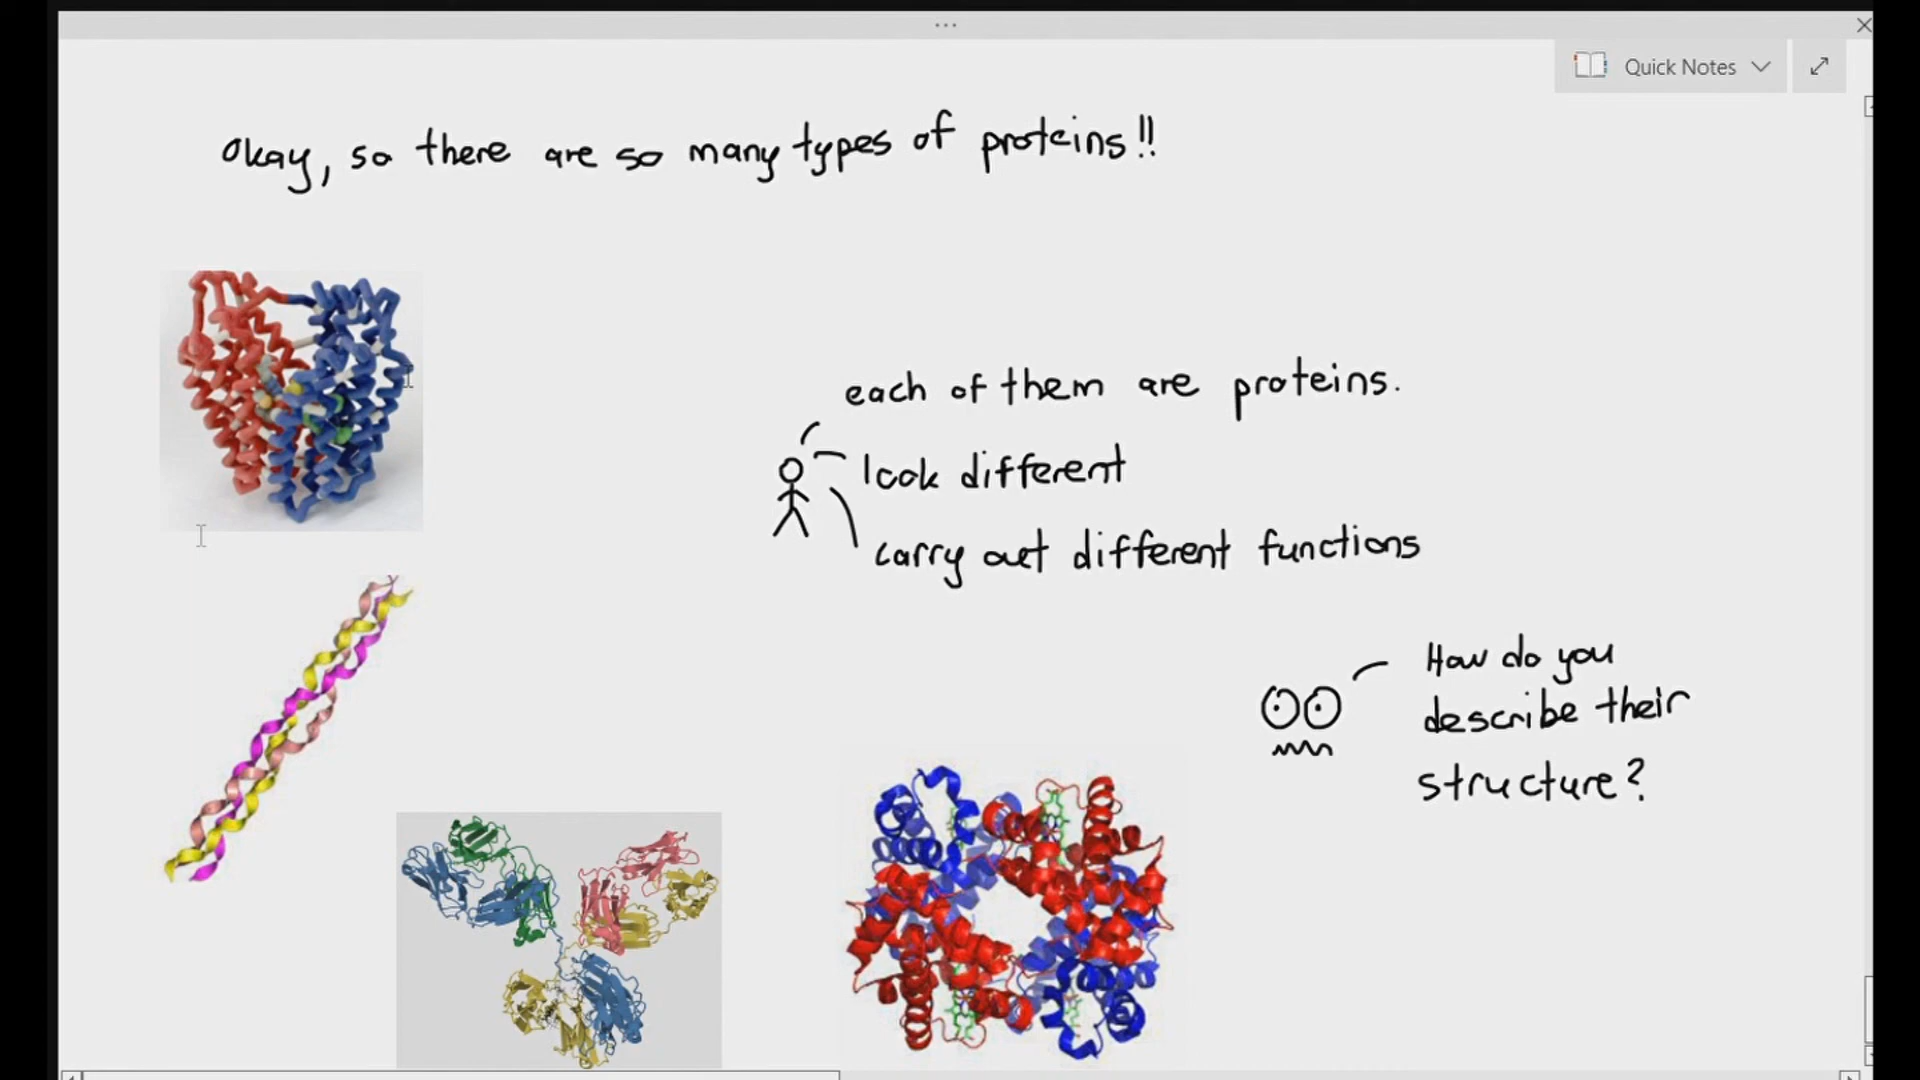 Quick Notes
Okay, so there are so many types of proteins!!
each of them are proteins.
look different
carry out different functions
How do you
describe their
structure?